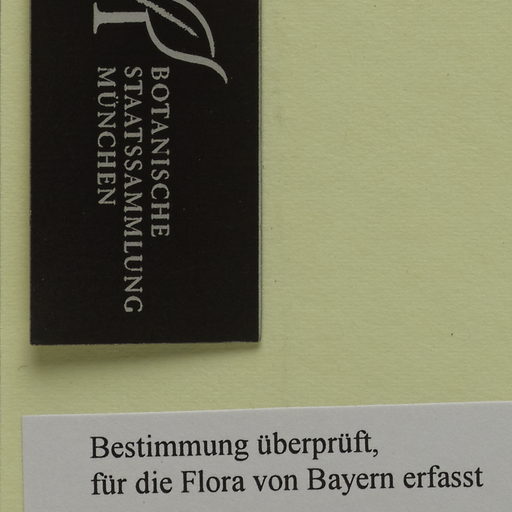 BOTANISCHE
STAATSSAMMLUNG
MÜNCHEN
Bestimmung überprüft,
für die Flora von Bayern erfasst